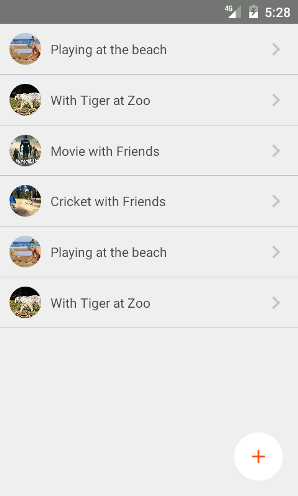 4G 5:28
Playing at the beach
With Tiger at Zoo
Movie with Friends
Cricket with Friends
Playing at the beach
With Tiger at Zoo
+